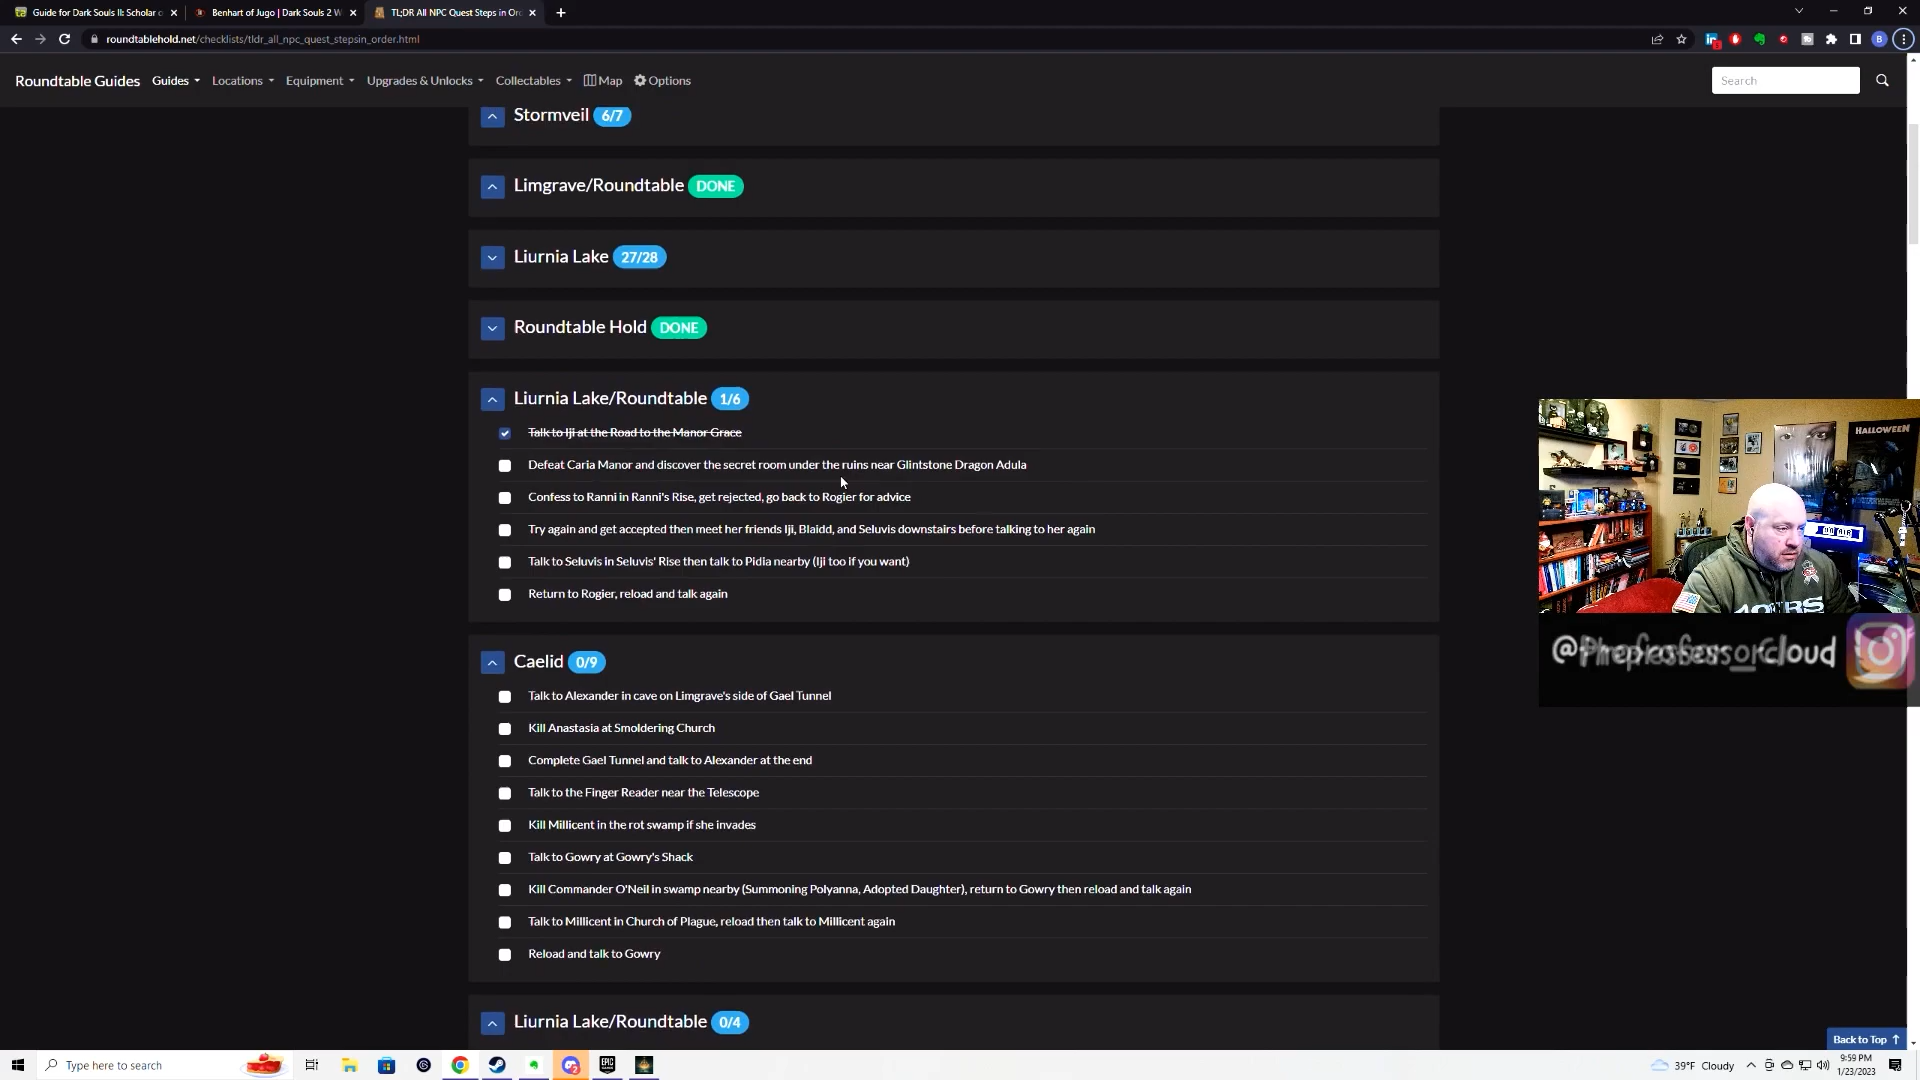 Guide for Dark Souls II: Scholar o
Benhart of Jugo | Dark Souls 2 W
TL;DR All NPC Quest Steps in Or
roundtablehold.net/checklists/tldr_all_npc_quest_stepsin_order.html
Roundtable Guides Guides Locations Equipment Upgrades & Unlocks Collectables Map Options Search
Stormveil 6/7
Limgrave/Roundtable DONE
Liurnia Lake 27/28
Roundtable Hold DONE
Liurnia Lake/Roundtable 1/6
Talk to Iji at the Road to the Manor Grace
Defeat Caria Manor and discover the secret room under the ruins near Glintstone Dragon Adula
Confess to Ranni in Ranni's Rise, get rejected, go back to Rogier for advice
Try again and get accepted then meet her friends Iji, Blaidd, and Seluvis downstairs before talking to her again
Talk to Seluvis in Seluvis' Rise then talk to Pidia nearby (Iji too if you want)
Return to Rogier, reload and talk again
HALLOWEEN
ON AIR
49ERS
Caelid 0/9
Talk to Alexander in cave on Limgrave's side of Gael Tunnel
Kill Anastasia at Smoldering Church
Complete Gael Tunnel and talk to Alexander at the end
Talk to the Finger Reader near the Telescope
Kill Millicent in the rot swamp if she invades
Talk to Gowry at Gowry's Shack
Kill Commander O'Neil in swamp nearby (Summoning Polyanna, Adopted Daughter), return to Gowry then reload and talk again
Talk to Millicent in Church of Plague, reload then talk to Millicent again
Reload and talk to Gowry
Liurnia Lake/Roundtable 0/4
Back to Top
Type here to search
EPIC GAMES
39°F Cloudy
9:59 PM
1/23/2023